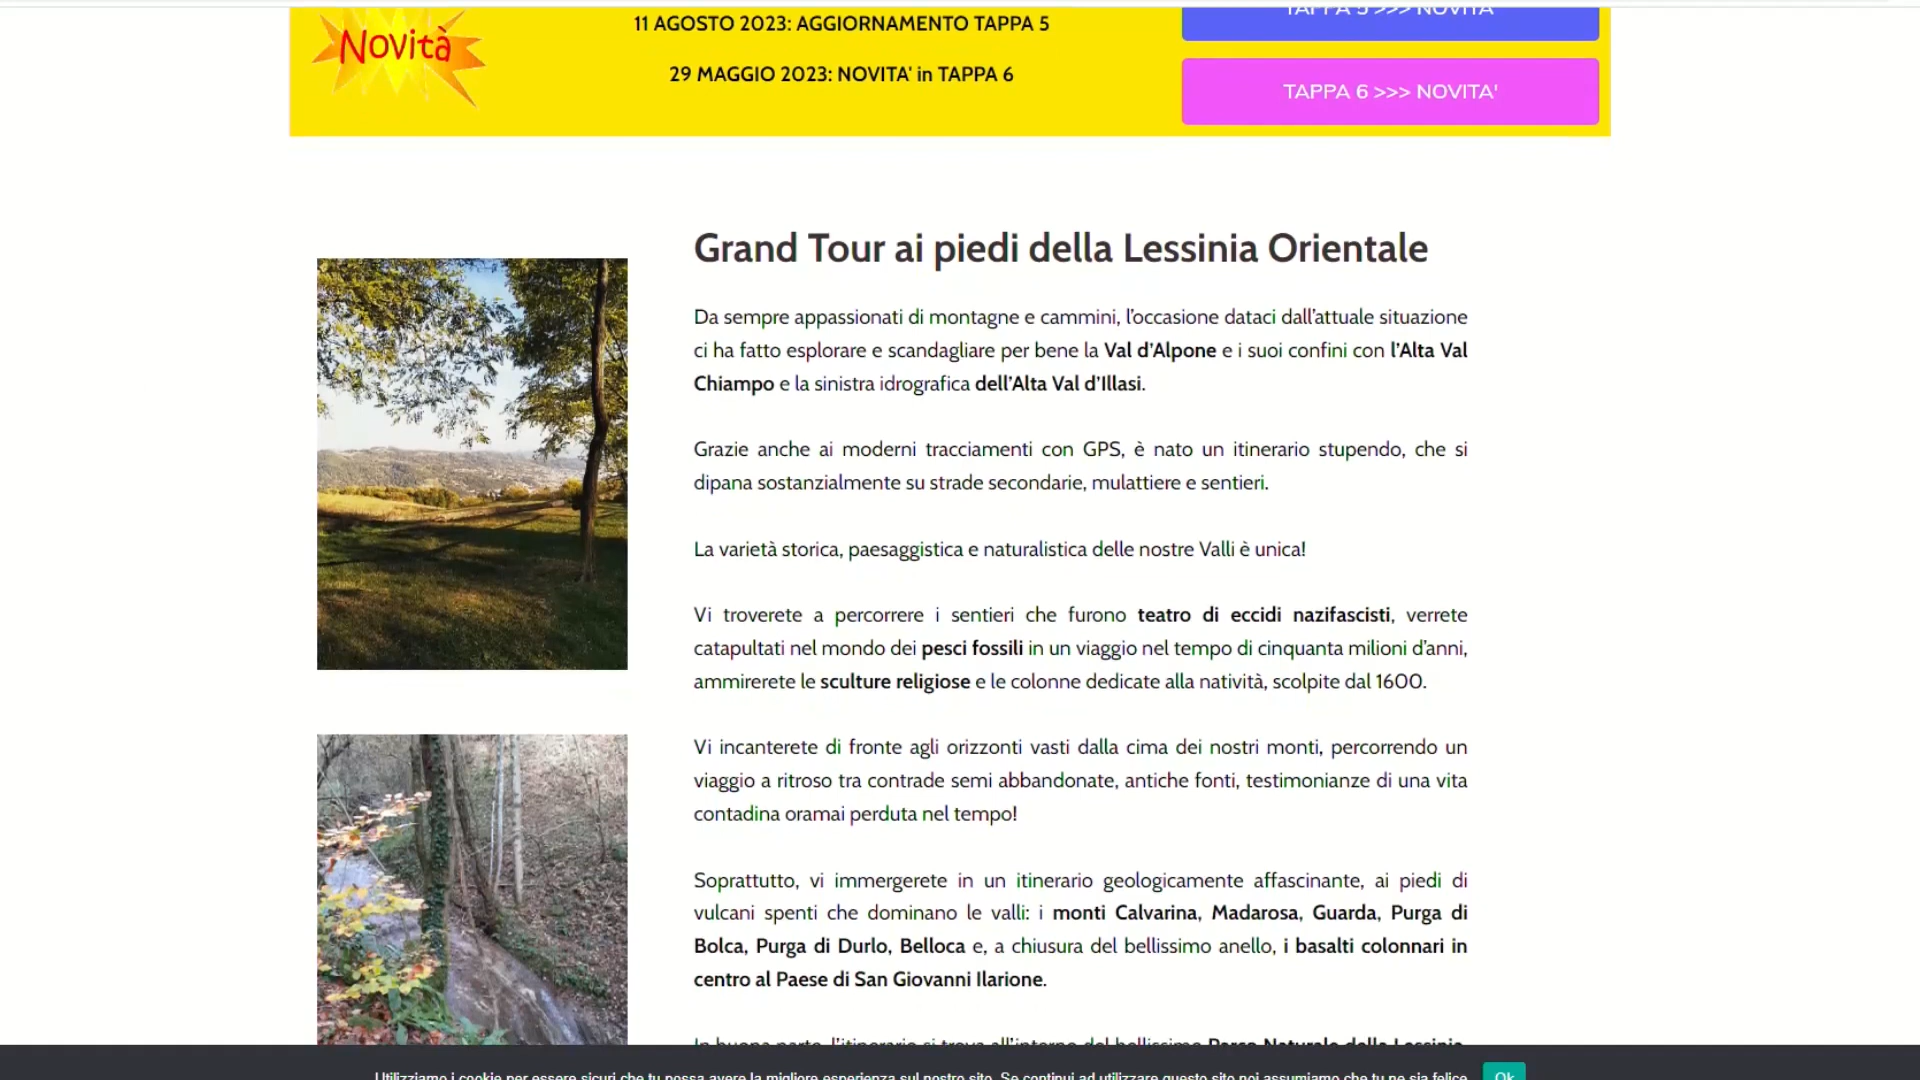 Novità
11 AGOSTO 2023: AGGIORNAMENTO TAPPA 5
29 MAGGIO 2023: NOVITA' in TAPPA 6
TAPPA 5 >>> NOVITA'
TAPPA 6 >>> NOVITA'
Grand Tour ai piedi della Lessinia Orientale
Da sempre appassionati di montagne e cammini, l'occasione dataci dall'attuale situazione
ci ha fatto esplorare e scandagliare per bene la Val d'Alpone e i suoi confini con l'Alta Val
Chiampo e la sinistra idrografica dell'Alta Val d'Illasi.
Grazie anche ai moderni tracciamenti con GPS, è nato un itinerario stupendo, che si
dipana sostanzialmente su strade secondarie, mulattiere e sentieri.
La varietà storica, paesaggistica e naturalistica delle nostre Valli è unica!
Vi troverete a percorrere i sentieri che furono teatro di eccidi nazifascisti, verrete
catapultati nel mondo dei pesci fossili in un viaggio nel tempo di cinquanta milioni d'anni,
ammirerete le sculture religiose e le colonne dedicate alla natività, scolpite dal 1600.
Vi incanterete di fronte agli orizzonti vasti dalla cima dei nostri monti, percorrendo un
viaggio a ritroso tra contrade semi abbandonate, antiche fonti, testimonianze di una vita
contadina oramai perduta nel tempo!
Soprattutto, vi immergerete in un itinerario geologicamente affascinante, ai piedi di
vulcani spenti che dominano le valli: i monti Calvarina, Madarosa, Guarda, Purga di
Bolca, Purga di Durlo, Belloca e, a chiusura del bellissimo anello, i basalti colonnari in
centro al Paese di San Giovanni Ilarione.
In buona parte, l'itinerario si trova all'interno del bellissimo Parco Naturale della Lessinia.
Utilizziamo i cookie per essere sicuri che tu possa avere la migliore esperienza sul nostro sito. Se continui ad utilizzare questo sito noi assumiamo che tu ne sia felice.
Ok